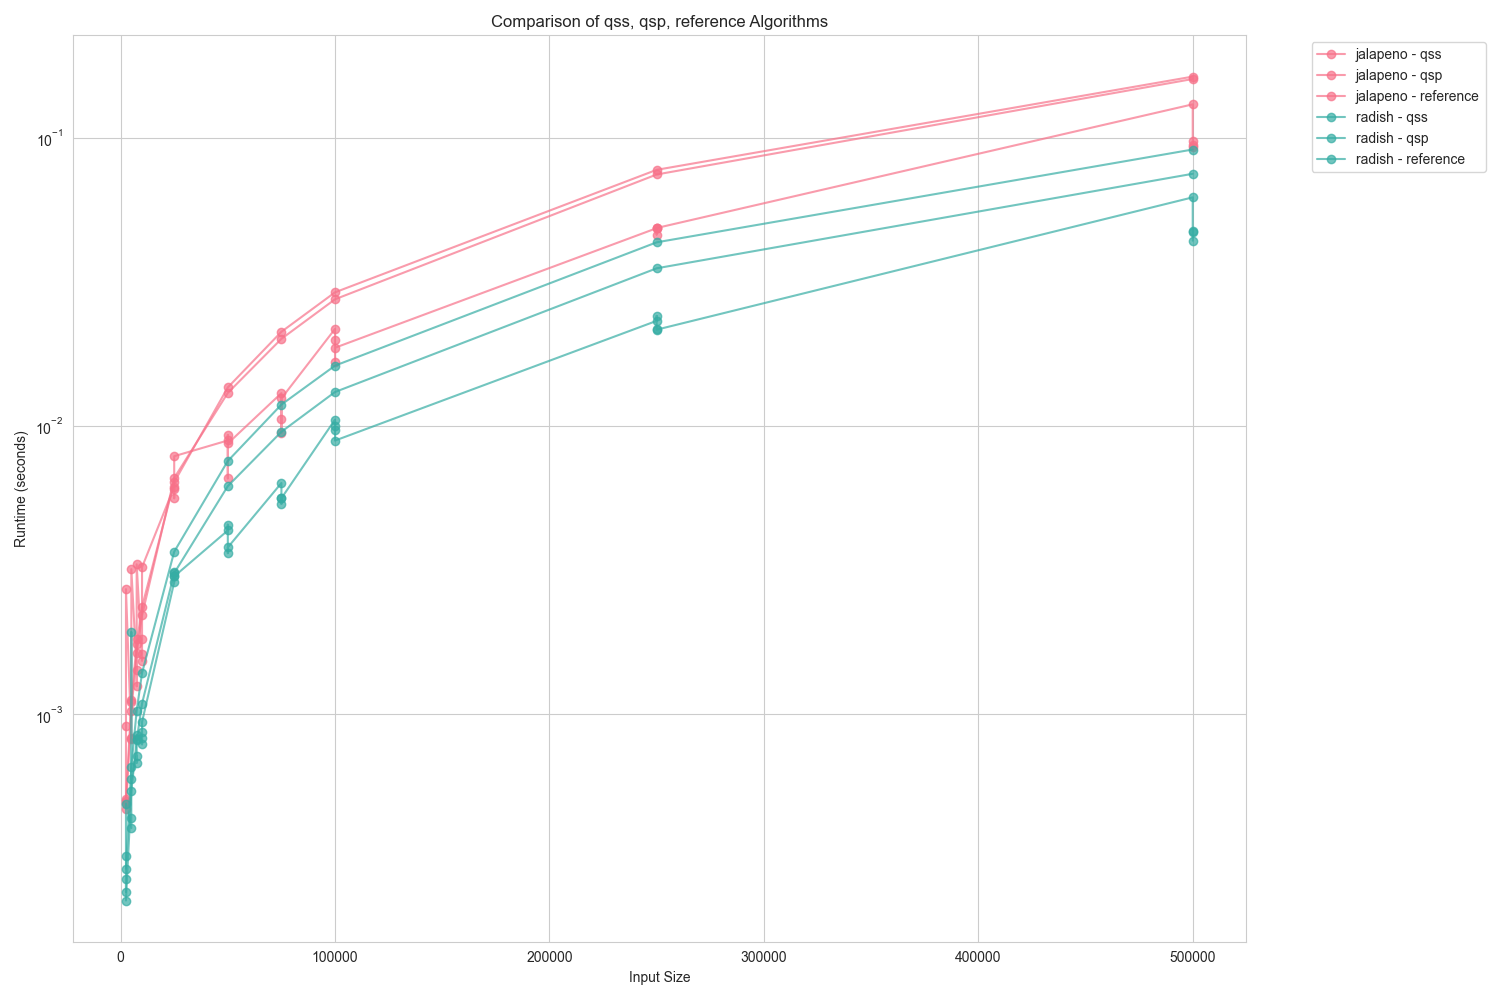 Comparison of qss, qsp, reference Algorithms
jalapeno - qss
jalapeno - qsp
jalapeno - reference
radish - qss
radish - qsp
radish - reference
Runtime (seconds)
10⁻¹
10⁻²
10⁻³
0
100000
200000
300000
400000
500000
Input Size